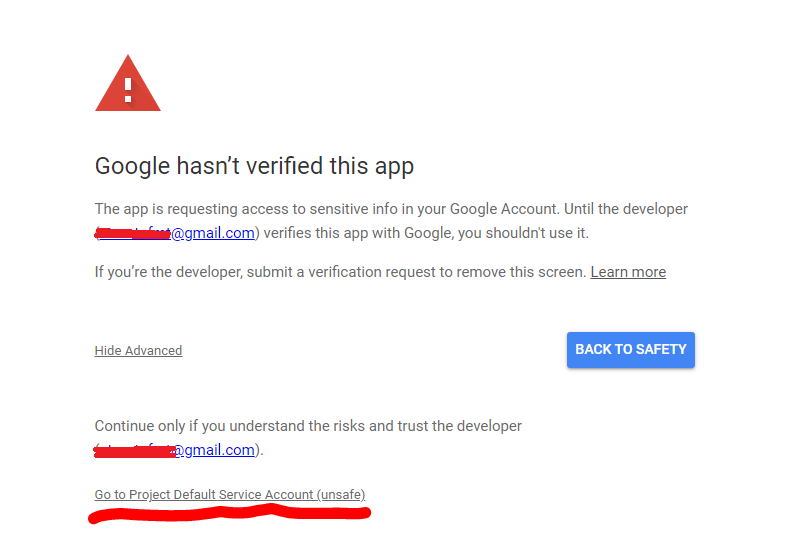 Google hasn’t verified this app
The app is requesting access to sensitive info in your Google Account. Until the developer
@gmail.com) verifies this app with Google, you shouldn't use it.
If you’re the developer, submit a verification request to remove this screen. Learn more
Hide Advanced
BACK TO SAFETY
Continue only if you understand the risks and trust the developer
@gmail.com).
Go to Project Default Service Account (unsafe)